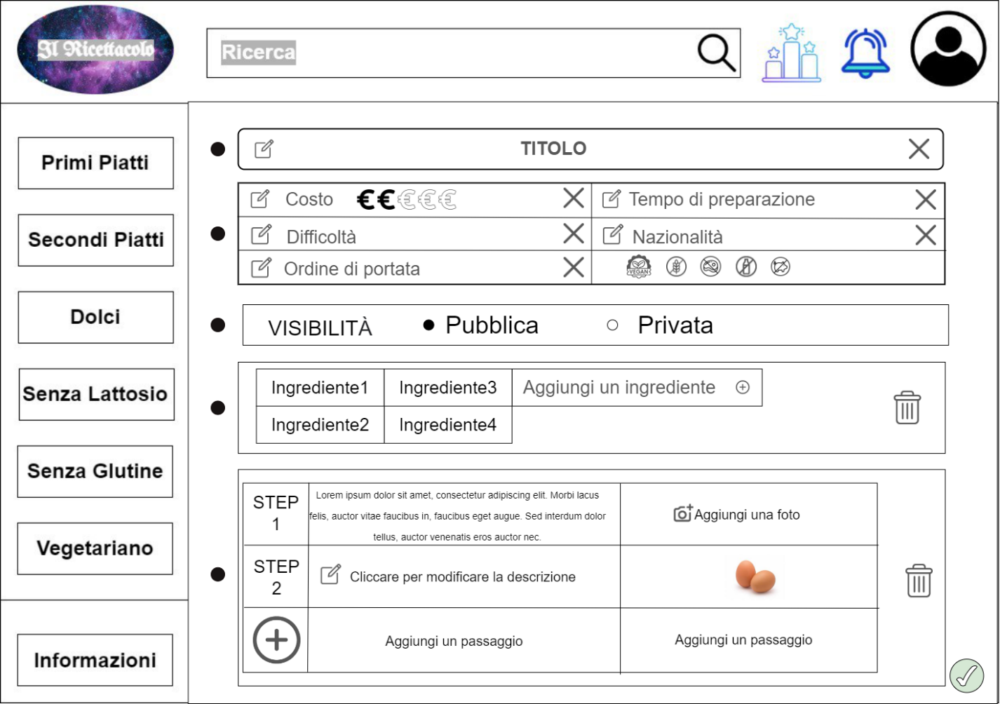 Il Ricettacolo
Ricerca
Primi Piatti
Secondi Piatti
Dolci
Senza Lattosio
Senza Glutine
Vegetariano
Informazioni
TITOLO
Costo €€€€€
Tempo di preparazione
Difficoltà
Nazionalità
Ordine di portata
VEGAN
VISIBILITÀ
Pubblica
Privata
Ingrediente1
Ingrediente3
Aggiungi un ingrediente
Ingrediente2
Ingrediente4
STEP
1
Lorem ipsum dolor sit amet, consectetur adipiscing elit. Morbi lacus
felis, auctor vitae faucibus in, faucibus eget augue. Sed interdum dolor
tellus, auctor venenatis eros auctor nec.
Aggiungi una foto
STEP
2
Cliccare per modificare la descrizione
Aggiungi un passaggio
Aggiungi un passaggio